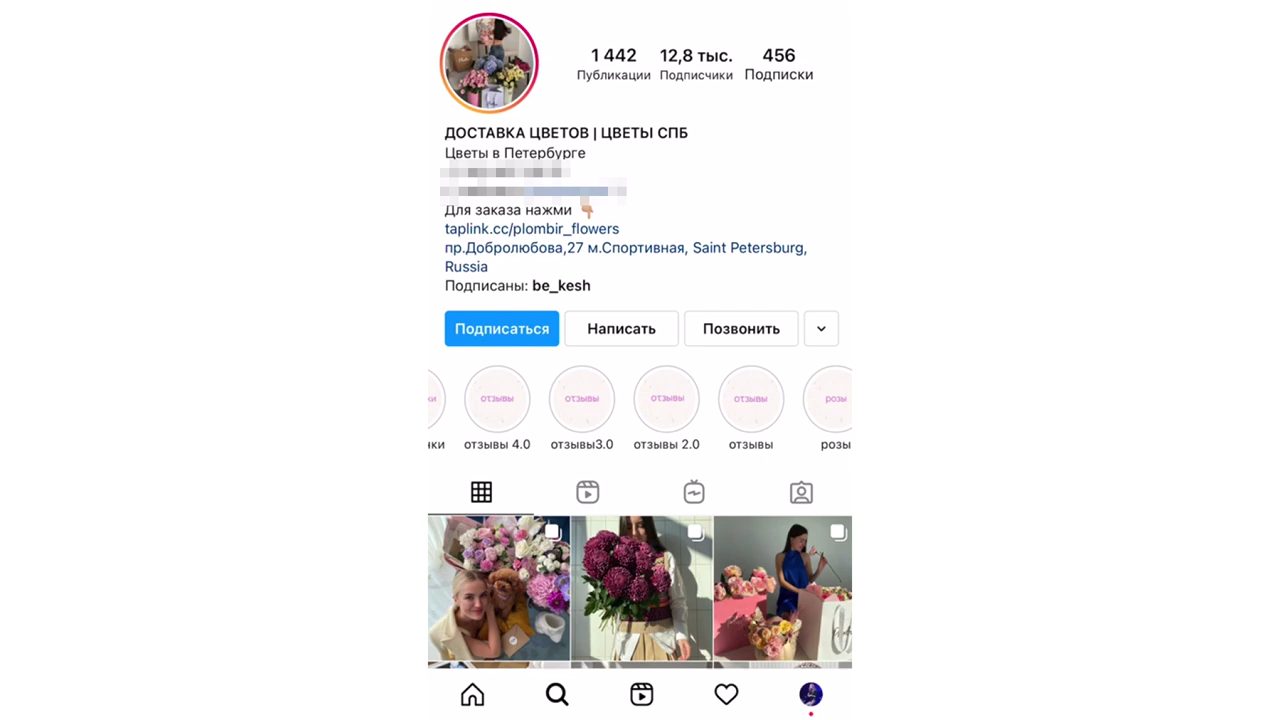 1 442 12,8 тыс. 456
Публикации Подписчики Подписки
ДОСТАВКА ЦВЕТОВ | ЦВЕТЫ СПБ
Цветы в Петербурге
Для заказа нажми
taplink.cc/plombir_flowers
пр.Добролюбова,27 м.Спортивная, Saint Petersburg,
Russia
Подписаны: be_kesh
Подписаться Написать Позвонить
ки отзывы отзывы отзывы отзывы розы
чки отзывы 4.0 отзывы3.0 отзывы 2.0 отзывы розы